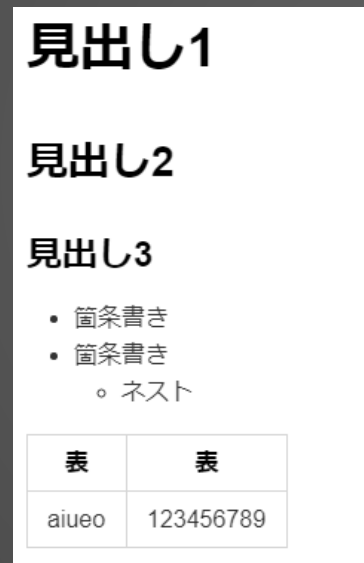 見出し1
見出し2
見出し3
箇条書き
箇条書き
ネスト
表 表
aiueo 123456789